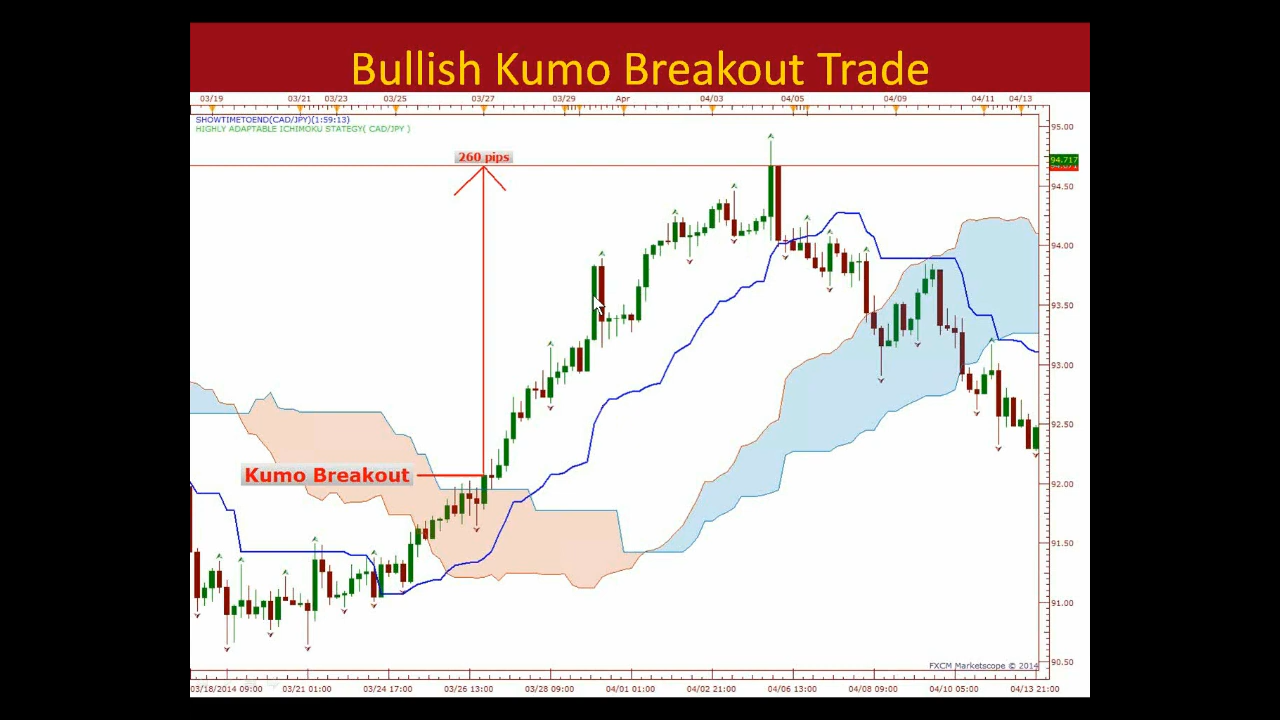 Bullish Kumo Breakout Trade
03/19 03/21 03/23 03/25 03/27 03/29 Apr 04/03 04/05 04/09 04/11 04/13
SHOWTIMETOEND(CAD/JPY)(1:59:13)
HIGHLY ADAPTABLE ICHIMOKU STATEGY( CAD/JPY )
95.00
260 pips
94.717
94.50
94.00
93.50
93.00
92.50
Kumo Breakout
92.00
91.50
91.00
90.50
FXCM Marketscope © 2014
03/18/2014 09:00 03/21 01:00 03/24 17:00 03/26 13:00 03/28 09:00 04/01 01:00 04/02 21:00 04/06 13:00 04/08 09:00 04/10 05:00 04/13 21:00